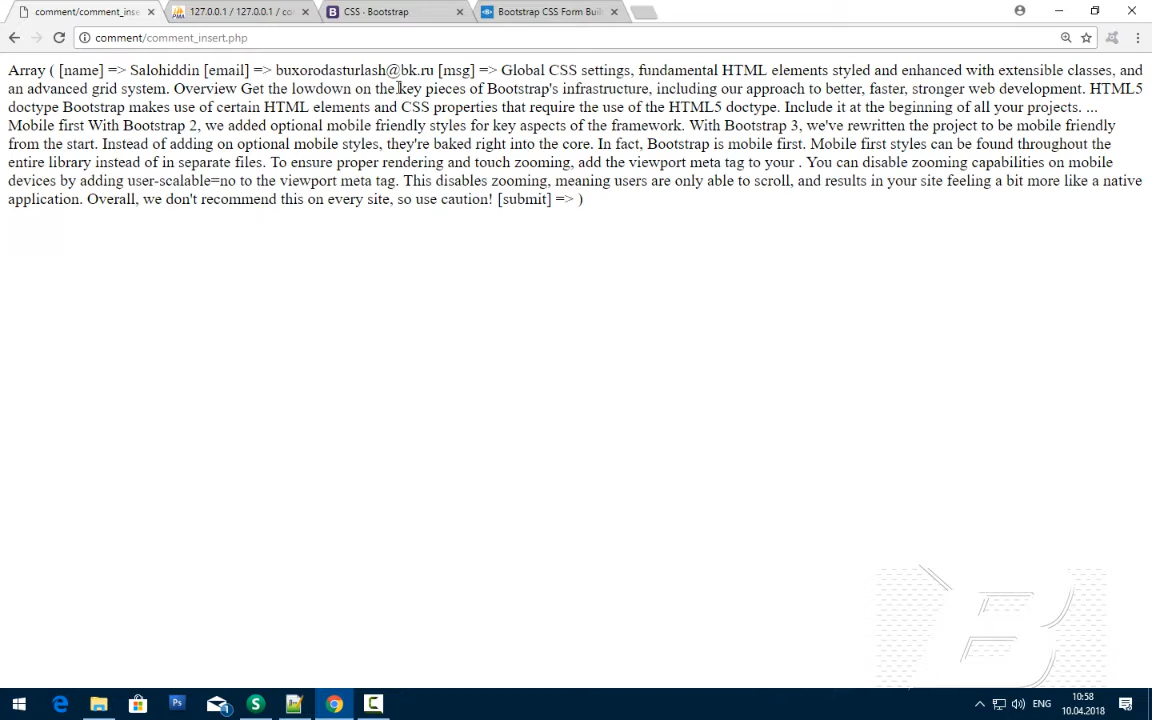 comment/comment_inse
127.0.0.1 / 127.0.0.1 / co
CSS · Bootstrap
Bootstrap CSS Form Buil
comment/comment_insert.php
Array ( [name] => Salohiddin [email] => buxorodasturlash@bk.ru [msg] => Global CSS settings, fundamental HTML elements styled and enhanced with extensible classes, and
an advanced grid system. Overview Get the lowdown on the key pieces of Bootstrap's infrastructure, including our approach to better, faster, stronger web development. HTML5
doctype Bootstrap makes use of certain HTML elements and CSS properties that require the use of the HTML5 doctype. Include it at the beginning of all your projects. ...
Mobile first With Bootstrap 2, we added optional mobile friendly styles for key aspects of the framework. With Bootstrap 3, we've rewritten the project to be mobile friendly
from the start. Instead of adding on optional mobile styles, they're baked right into the core. In fact, Bootstrap is mobile first. Mobile first styles can be found throughout the
entire library instead of in separate files. To ensure proper rendering and touch zooming, add the viewport meta tag to your . You can disable zooming capabilities on mobile
devices by adding user-scalable=no to the viewport meta tag. This disables zooming, meaning users are only able to scroll, and results in your site feeling a bit more like a native
application. Overall, we don't recommend this on every site, so use caution! [submit] => )
ENG
10:58
10.04.2018